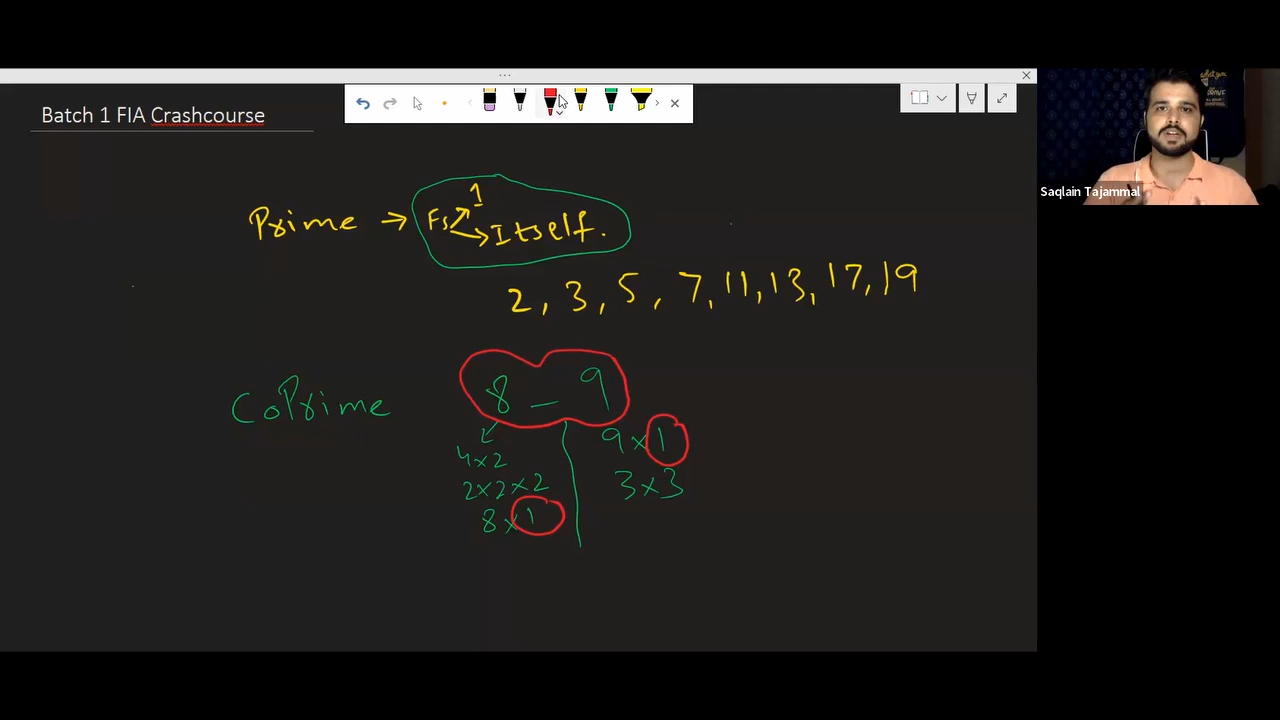 Batch 1 FIA Crashcourse
Saqlain Tajammal
1
Prime → Fs
Itself.
2, 3, 5, 7, 11, 13, 17, 19
CoPrime 8 _ 9
4×2
2×2×2
8×1
9×1
3×3